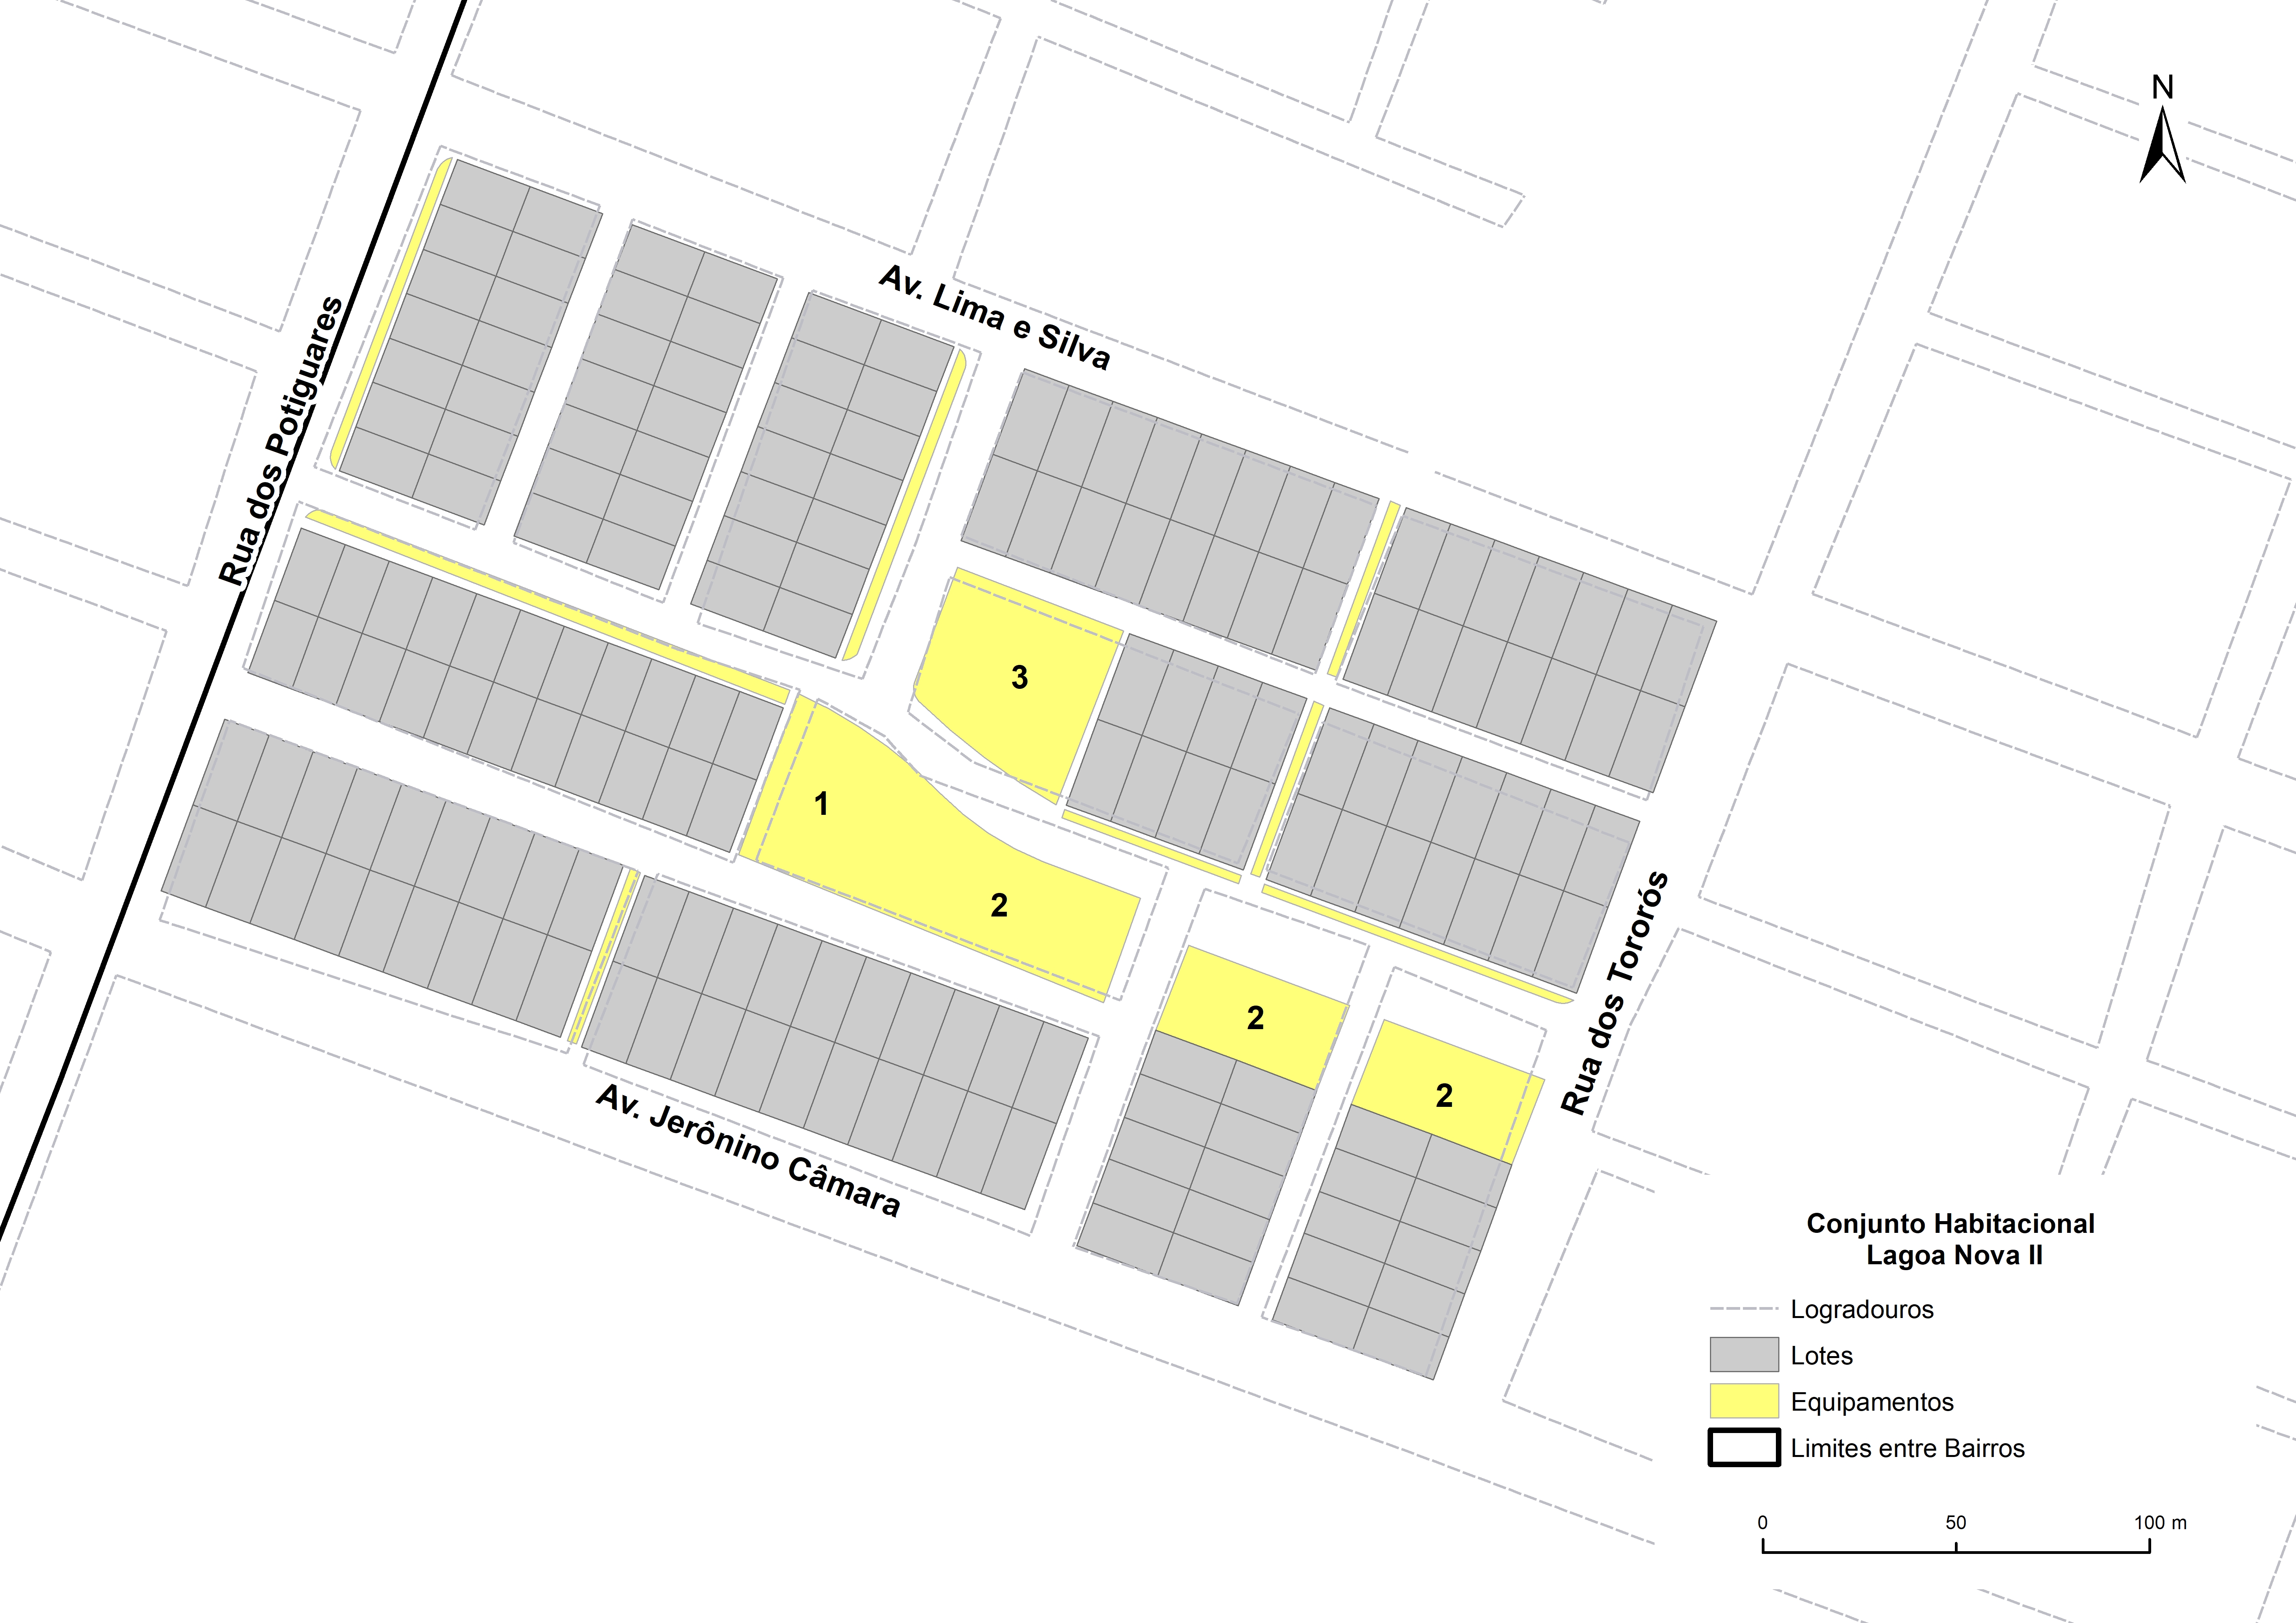 N
Av. Lima e Silva
Rua dos Potiguares
3
1
2
2
2
Rua dos Tororós
Av. Jerônino Câmara
Conjunto Habitacional
Lagoa Nova II
Logradouros
Lotes
Equipamentos
Limites entre Bairros
0 50 100 m